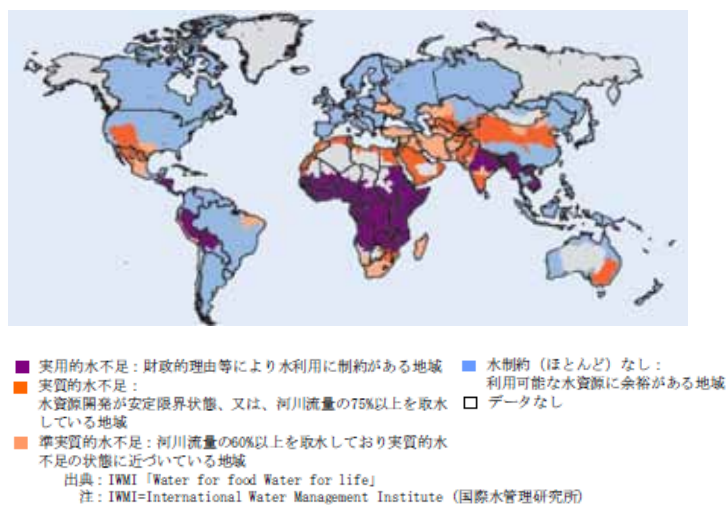 実用的水不足：財政的理由等により水利用に制約がある地域
実質的水不足：
水資源開発が安定限界状態、又は、河川流量の75%以上を取水
している地域
準実質的水不足：河川流量の60%以上を取水しており実質的水
不足の状態に近づいている地域
水制約（ほとんど）なし：
利用可能な水資源に余裕がある地域
データなし
出典：IWMI「Water for food Water for life」
注：IWMI=International Water Management Institute (国際水管理研究所)